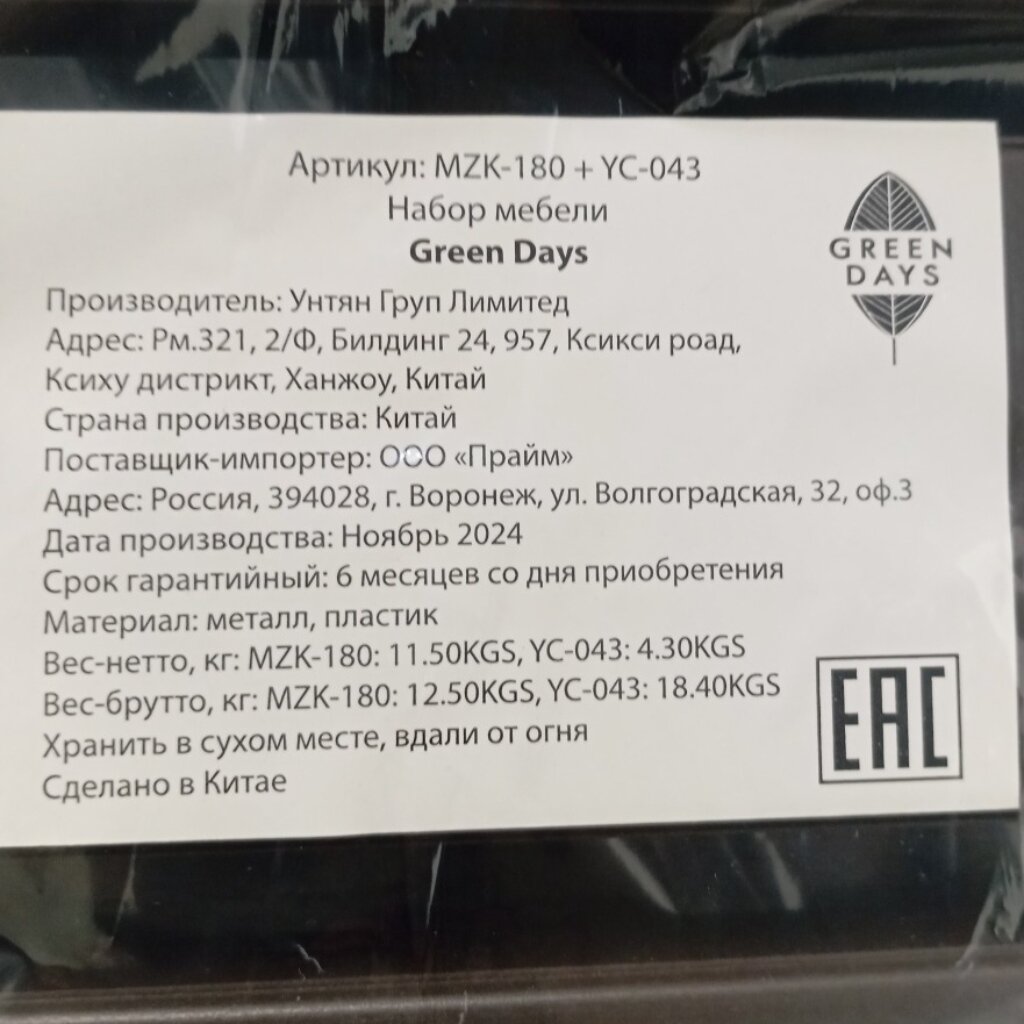 Артикул: MZK-180 + YC-043
Набор мебели
Green Days
GREEN
DAYS
Производитель: Унтян Груп Лимитед
Адрес: Рм.321, 2/Ф, Билдинг 24, 957, Ксикси роад,
Ксиху дистрикт, Ханжоу, Китай
Страна производства: Китай
Поставщик-импортер: ООО «Прайм»
Адрес: Россия, 394028, г. Воронеж, ул. Волгоградская, 32, оф.3
Дата производства: Ноябрь 2024
Срок гарантийный: 6 месяцев со дня приобретения
Материал: металл, пластик
Вес-нетто, кг: MZK-180: 11.50KGS, YC-043: 4.30KGS
Вес-брутто, кг: MZK-180: 12.50KGS, YC-043: 18.40KGS
Хранить в сухом месте, вдали от огня
Сделано в Китае
EAC